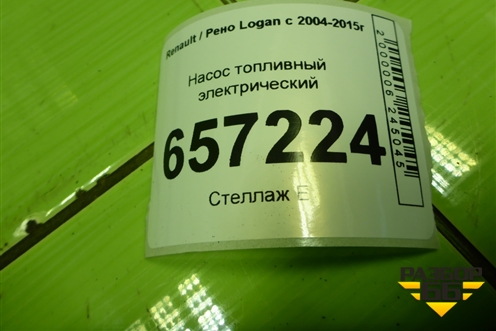 Renault / Рено Logan с 2004-2015г
Насос топливный
электрический
657224
Стеллаж Б
2000006245045
РАЗБОР
66